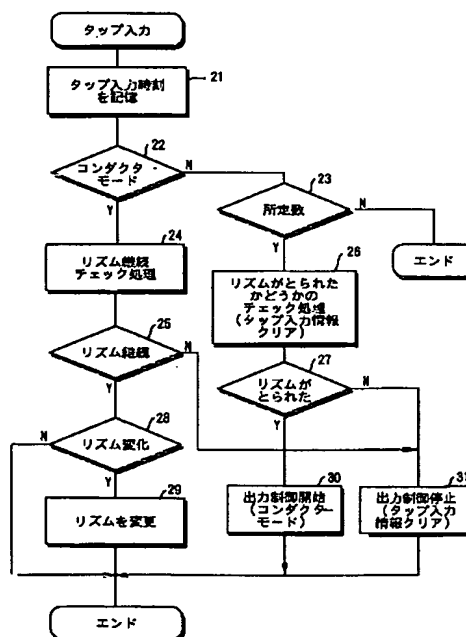 タップ入力
21
タップ入力時刻
を記憶
22
コンダクタ-
モード
N
Y
23
所定数
N
Y
エンド
24
リズム継続
チェック処理
26
リズムがとられた
かどうかの
チェック処理
(タップ入力情報
クリア)
25
リズム継続
N
Y
27
リズムが
とられた
N
Y
28
リズム変化
N
Y
29
リズムを変更
30
出力制御開始
(コンダクタ-
モード)
31
出力制御停止
(タップ入力
情報クリア)
エンド